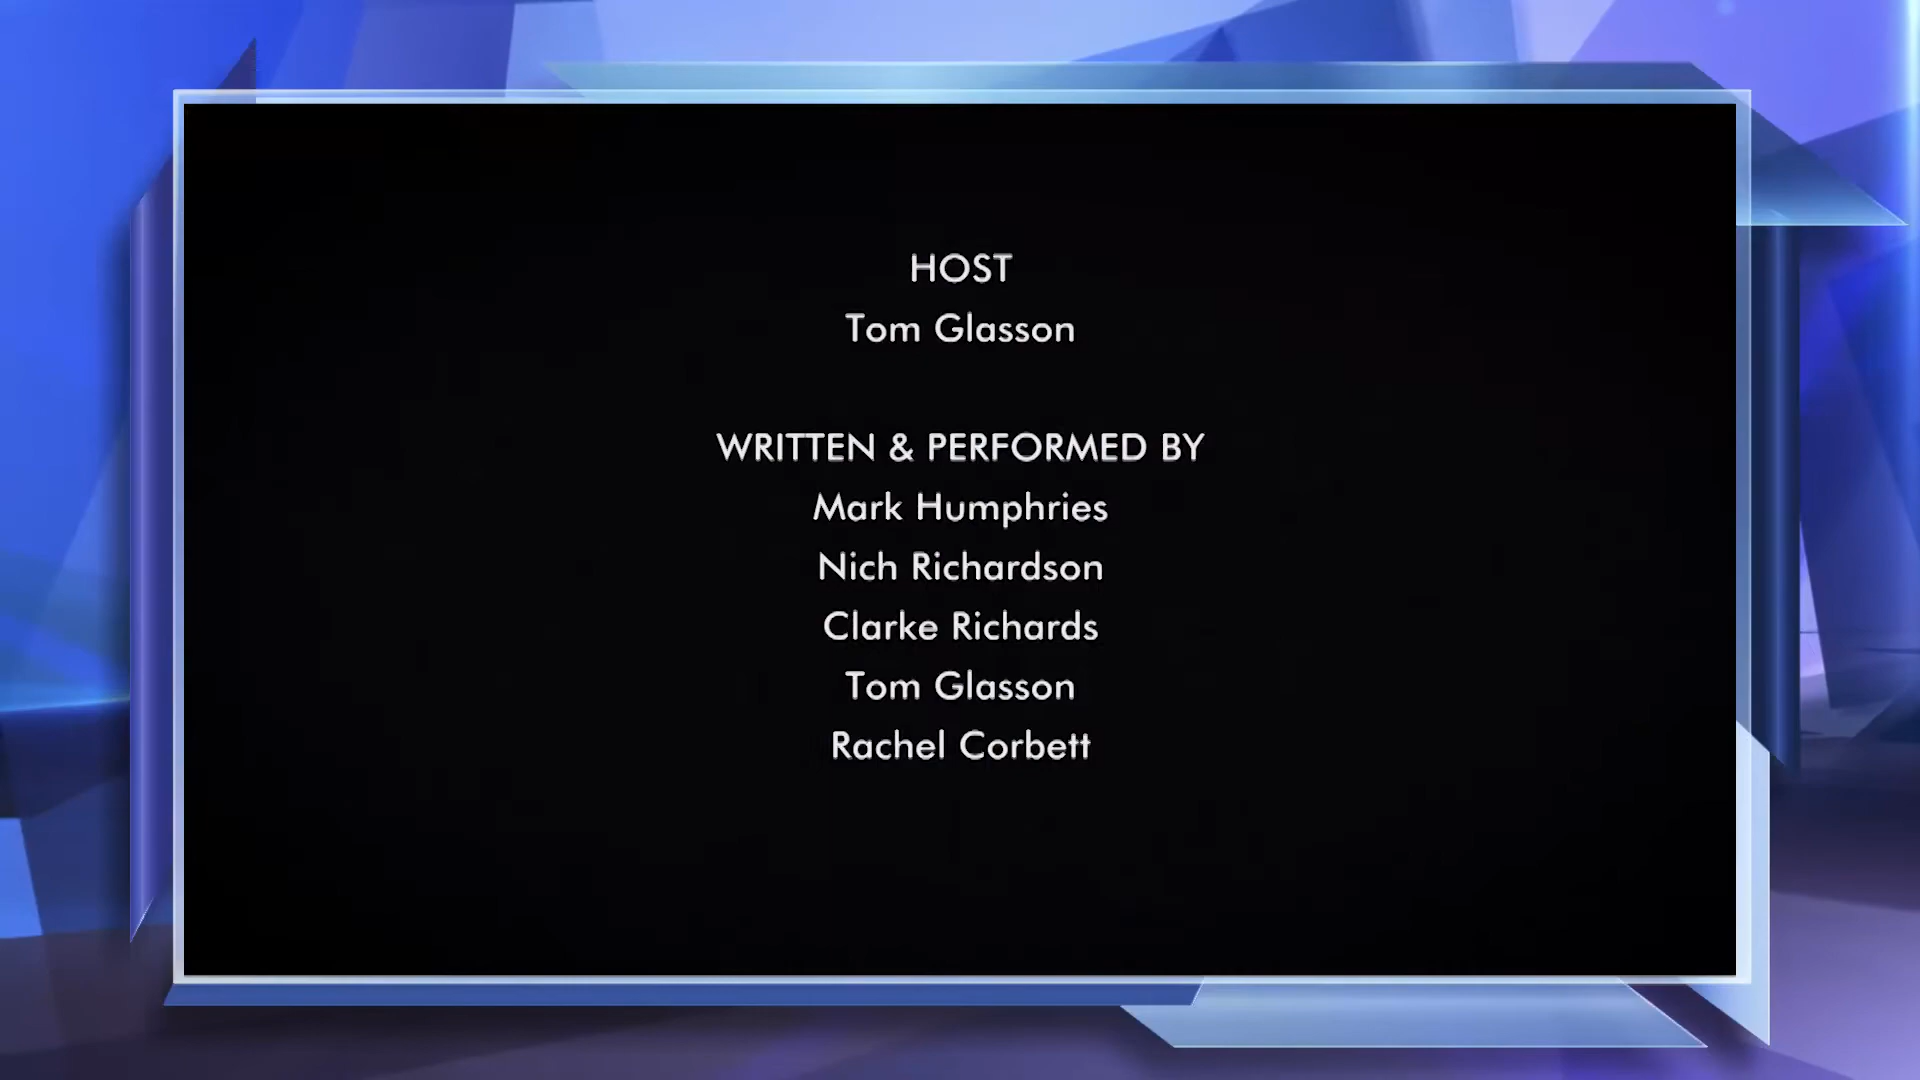 HOST
Tom Glasson
WRITTEN & PERFORMED BY
Mark Humphries
Nich Richardson
Clarke Richards
Tom Glasson
Rachel Corbett